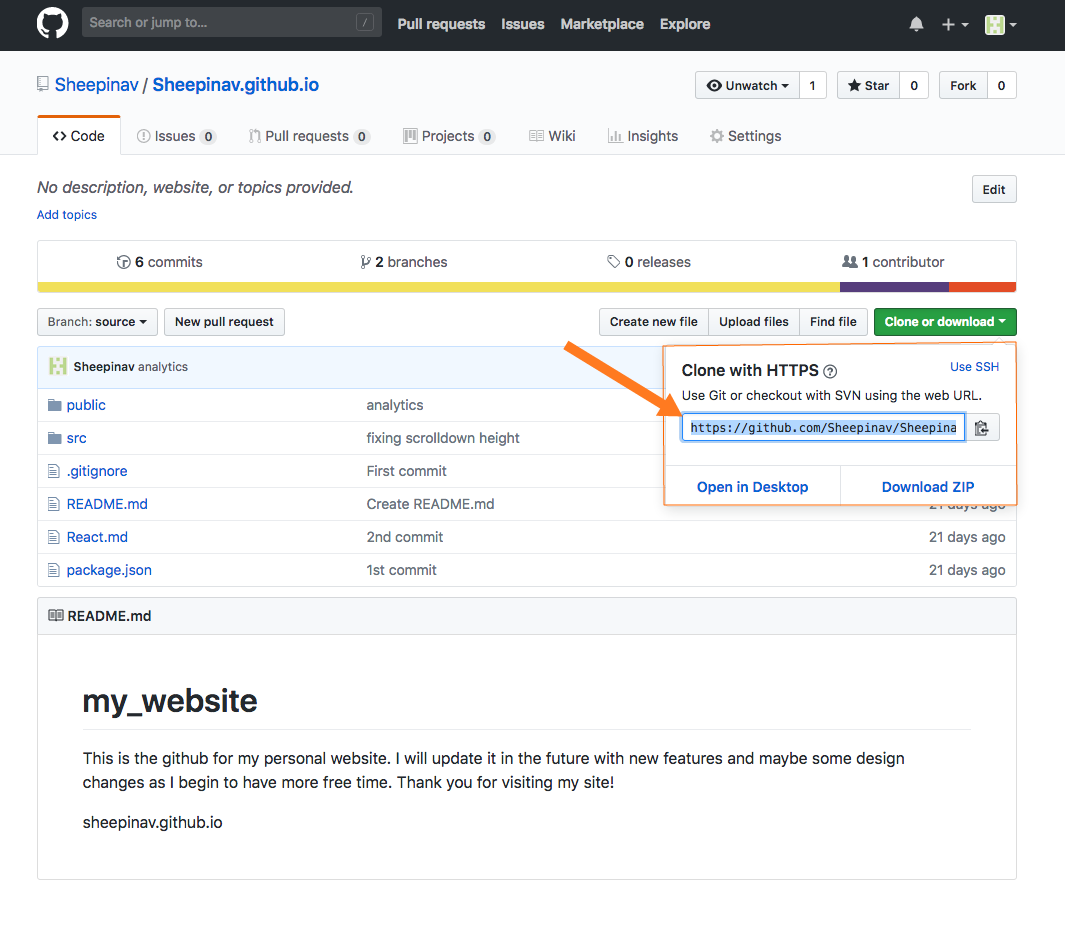 Search or jump to... / Pull requests Issues Marketplace Explore
Sheepinav / Sheepinav.github.io Unwatch 1 Star 0 Fork 0
Code Issues 0 Pull requests 0 Projects 0 Wiki Insights Settings
No description, website, or topics provided. Edit
Add topics
6 commits 2 branches 0 releases 1 contributor
Branch: source New pull request Create new file Upload files Find file Clone or download
Sheepinav analytics
Clone with HTTPS ? Use SSH
Use Git or checkout with SVN using the web URL.
https://github.com/Sheepinav/Sheepina
Open in Desktop Download ZIP
public analytics
src fixing scrolldown height
.gitignore First commit
README.md Create README.md 21 days ago
React.md 2nd commit 21 days ago
package.json 1st commit 21 days ago
README.md
my_website
This is the github for my personal website. I will update it in the future with new features and maybe some design
changes as I begin to have more free time. Thank you for visiting my site!
sheepinav.github.io